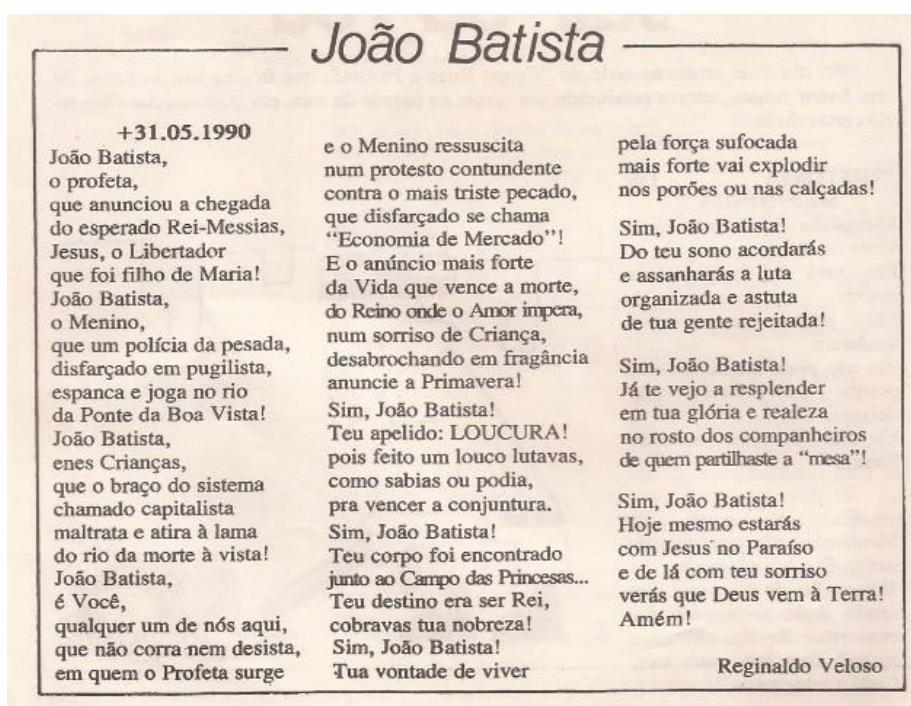 João Batista
+31.05.1990
João Batista,
o profeta,
que anunciou a chegada
do esperado Rei-Messias,
Jesus, o Libertador
que foi filho de Maria!
João Batista,
o Menino,
que um polícia da pesada,
disfarçado em pugilista,
espanca e joga no rio
da Ponte da Boa Vista!
João Batista,
enes Crianças,
que o braço do sistema
chamado capitalista
maltrata e atira à lama
do rio da morte à vista!
João Batista,
é Você,
qualquer um de nós aqui,
que não corra nem desista,
em quem o Profeta surge
e o Menino ressuscita
num protesto contundente
contra o mais triste pecado,
que disfarçado se chama
“Economia de Mercado”!
E o anúncio mais forte
da Vida que vence a morte,
do Reino onde o Amor impera,
num sorriso de Criança,
desabrochando em fragância
anuncie a Primavera!
Sim, João Batista!
Teu apelido: LOUCURA!
pois feito um louco lutavas,
como sabias ou podia,
pra vencer a conjuntura.
Sim, João Batista!
Teu corpo foi encontrado
junto ao Campo das Princesas...
Teu destino era ser Rei,
cobravas tua nobreza!
Sim, João Batista!
Tua vontade de viver
pela força sufocada
mais forte vai explodir
nos porões ou nas calçadas!
Sim, João Batista!
Do teu sono acordarás
e assanharás a luta
organizada e astuta
de tua gente rejeitada!
Sim, João Batista!
Já te vejo a resplender
em tua glória e realeza
no rosto dos companheiros
de quem partilhaste a “mesa”!
Sim, João Batista!
Hoje mesmo estarás
com Jesus no Paraíso
e de lá com teu sorriso
verás que Deus vem à Terra!
Amém!
Reginaldo Veloso